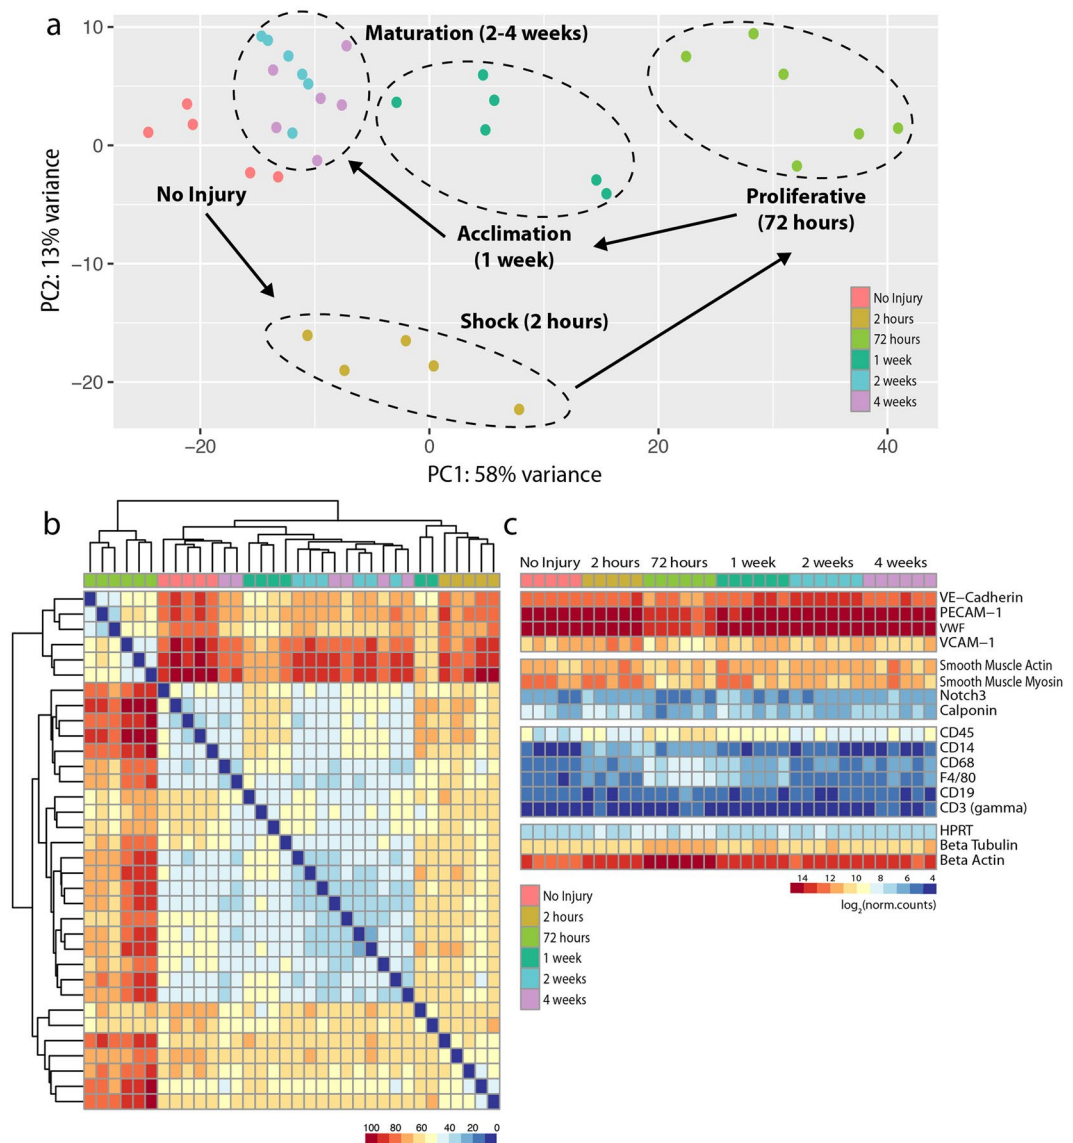 a
10
0
−10
−20
PC2: 13% variance
Maturation (2-4 weeks)
No Injury
Proliferative
(72 hours)
Acclimation
(1 week)
Shock (2 hours)
No Injury
2 hours
72 hours
1 week
2 weeks
4 weeks
−20
0
20
40
PC1: 58% variance
b
100
80
60
40
20
0
c
No Injury
2 hours
72 hours
1 week
2 weeks
4 weeks
VE−Cadherin
PECAM−1
VWF
VCAM−1
Smooth Muscle Actin
Smooth Muscle Myosin
Notch3
Calponin
CD45
CD14
CD68
F4/80
CD19
CD3 (gamma)
HPRT
Beta Tubulin
Beta Actin
14
12
10
8
6
4
log2(norm.counts)
No Injury
2 hours
72 hours
1 week
2 weeks
4 weeks